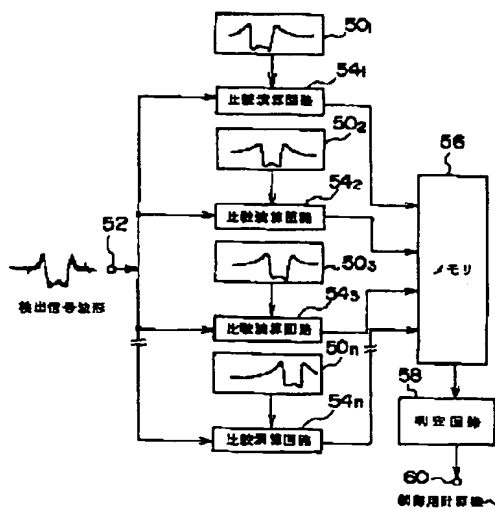 50₁
54₁
比較演算回路
50₂
56
54₂
52
比較演算回路
メモリ
50₃
検出信号波形
54₃
比較演算回路
50n
58
54n
判定回路
比較演算回路
60
制御用計算機へ